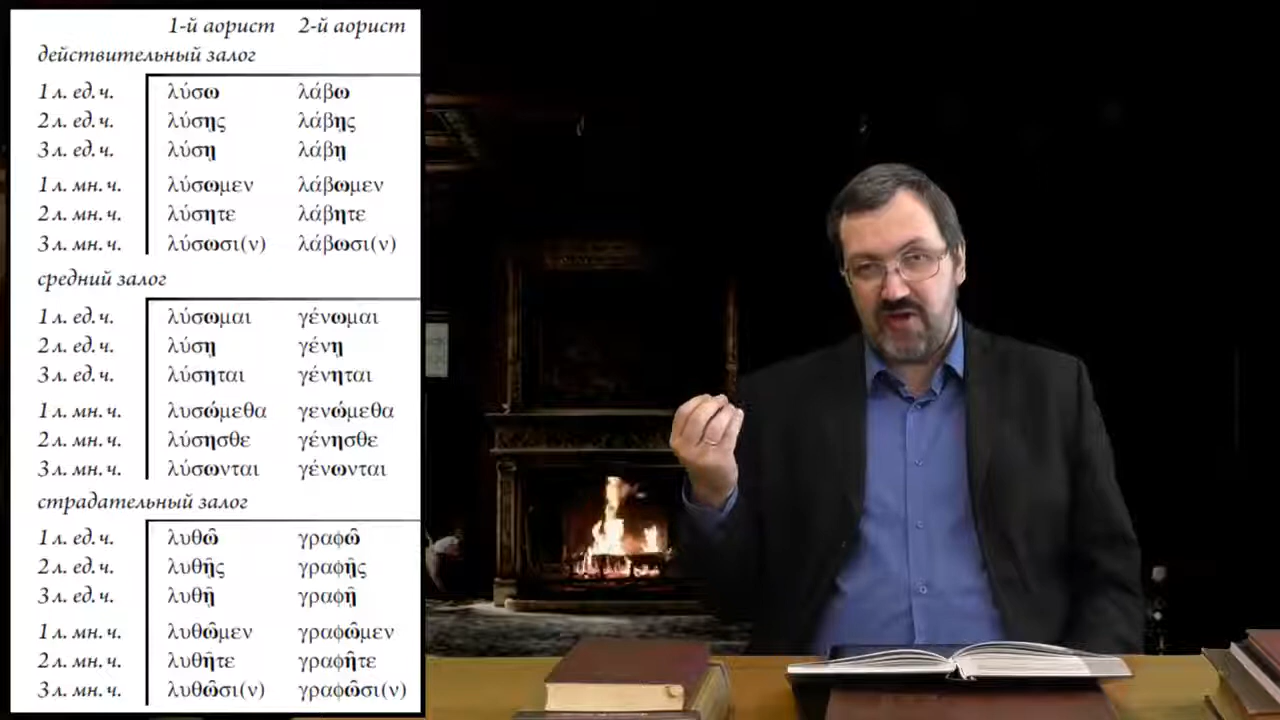 1-й аорист 2-й аорист
действительный залог
1 л. ед. ч. λύσω λάβω
2 л. ед. ч. λύσῃς λάβῃς
3 л. ед. ч. λύσῃ λάβῃ
1 л. мн. ч. λύσωμεν λάβωμεν
2 л. мн. ч. λύσητε λάβητε
3 л. мн. ч. λύσωσι(ν) λάβωσι(ν)
средний залог
1 л. ед. ч. λύσωμαι γένωμαι
2 л. ед. ч. λύσῃ γένῃ
3 л. ед. ч. λύσηται γένηται
1 л. мн. ч. λυσώμεθα γενώμεθα
2 л. мн. ч. λύσησθε γένησθε
3 л. мн. ч. λύσωνται γένωνται
страдательный залог
1 л. ед. ч. λυθῶ γραφῶ
2 л. ед. ч. λυθῇς γραφῇς
3 л. ед. ч. λυθῇ γραφῇ
1 л. мн. ч. λυθῶμεν γραφῶμεν
2 л. мн. ч. λυθῆτε γραφῆτε
3 л. мн. ч. λυθῶσι(ν) γραφῶσι(ν)